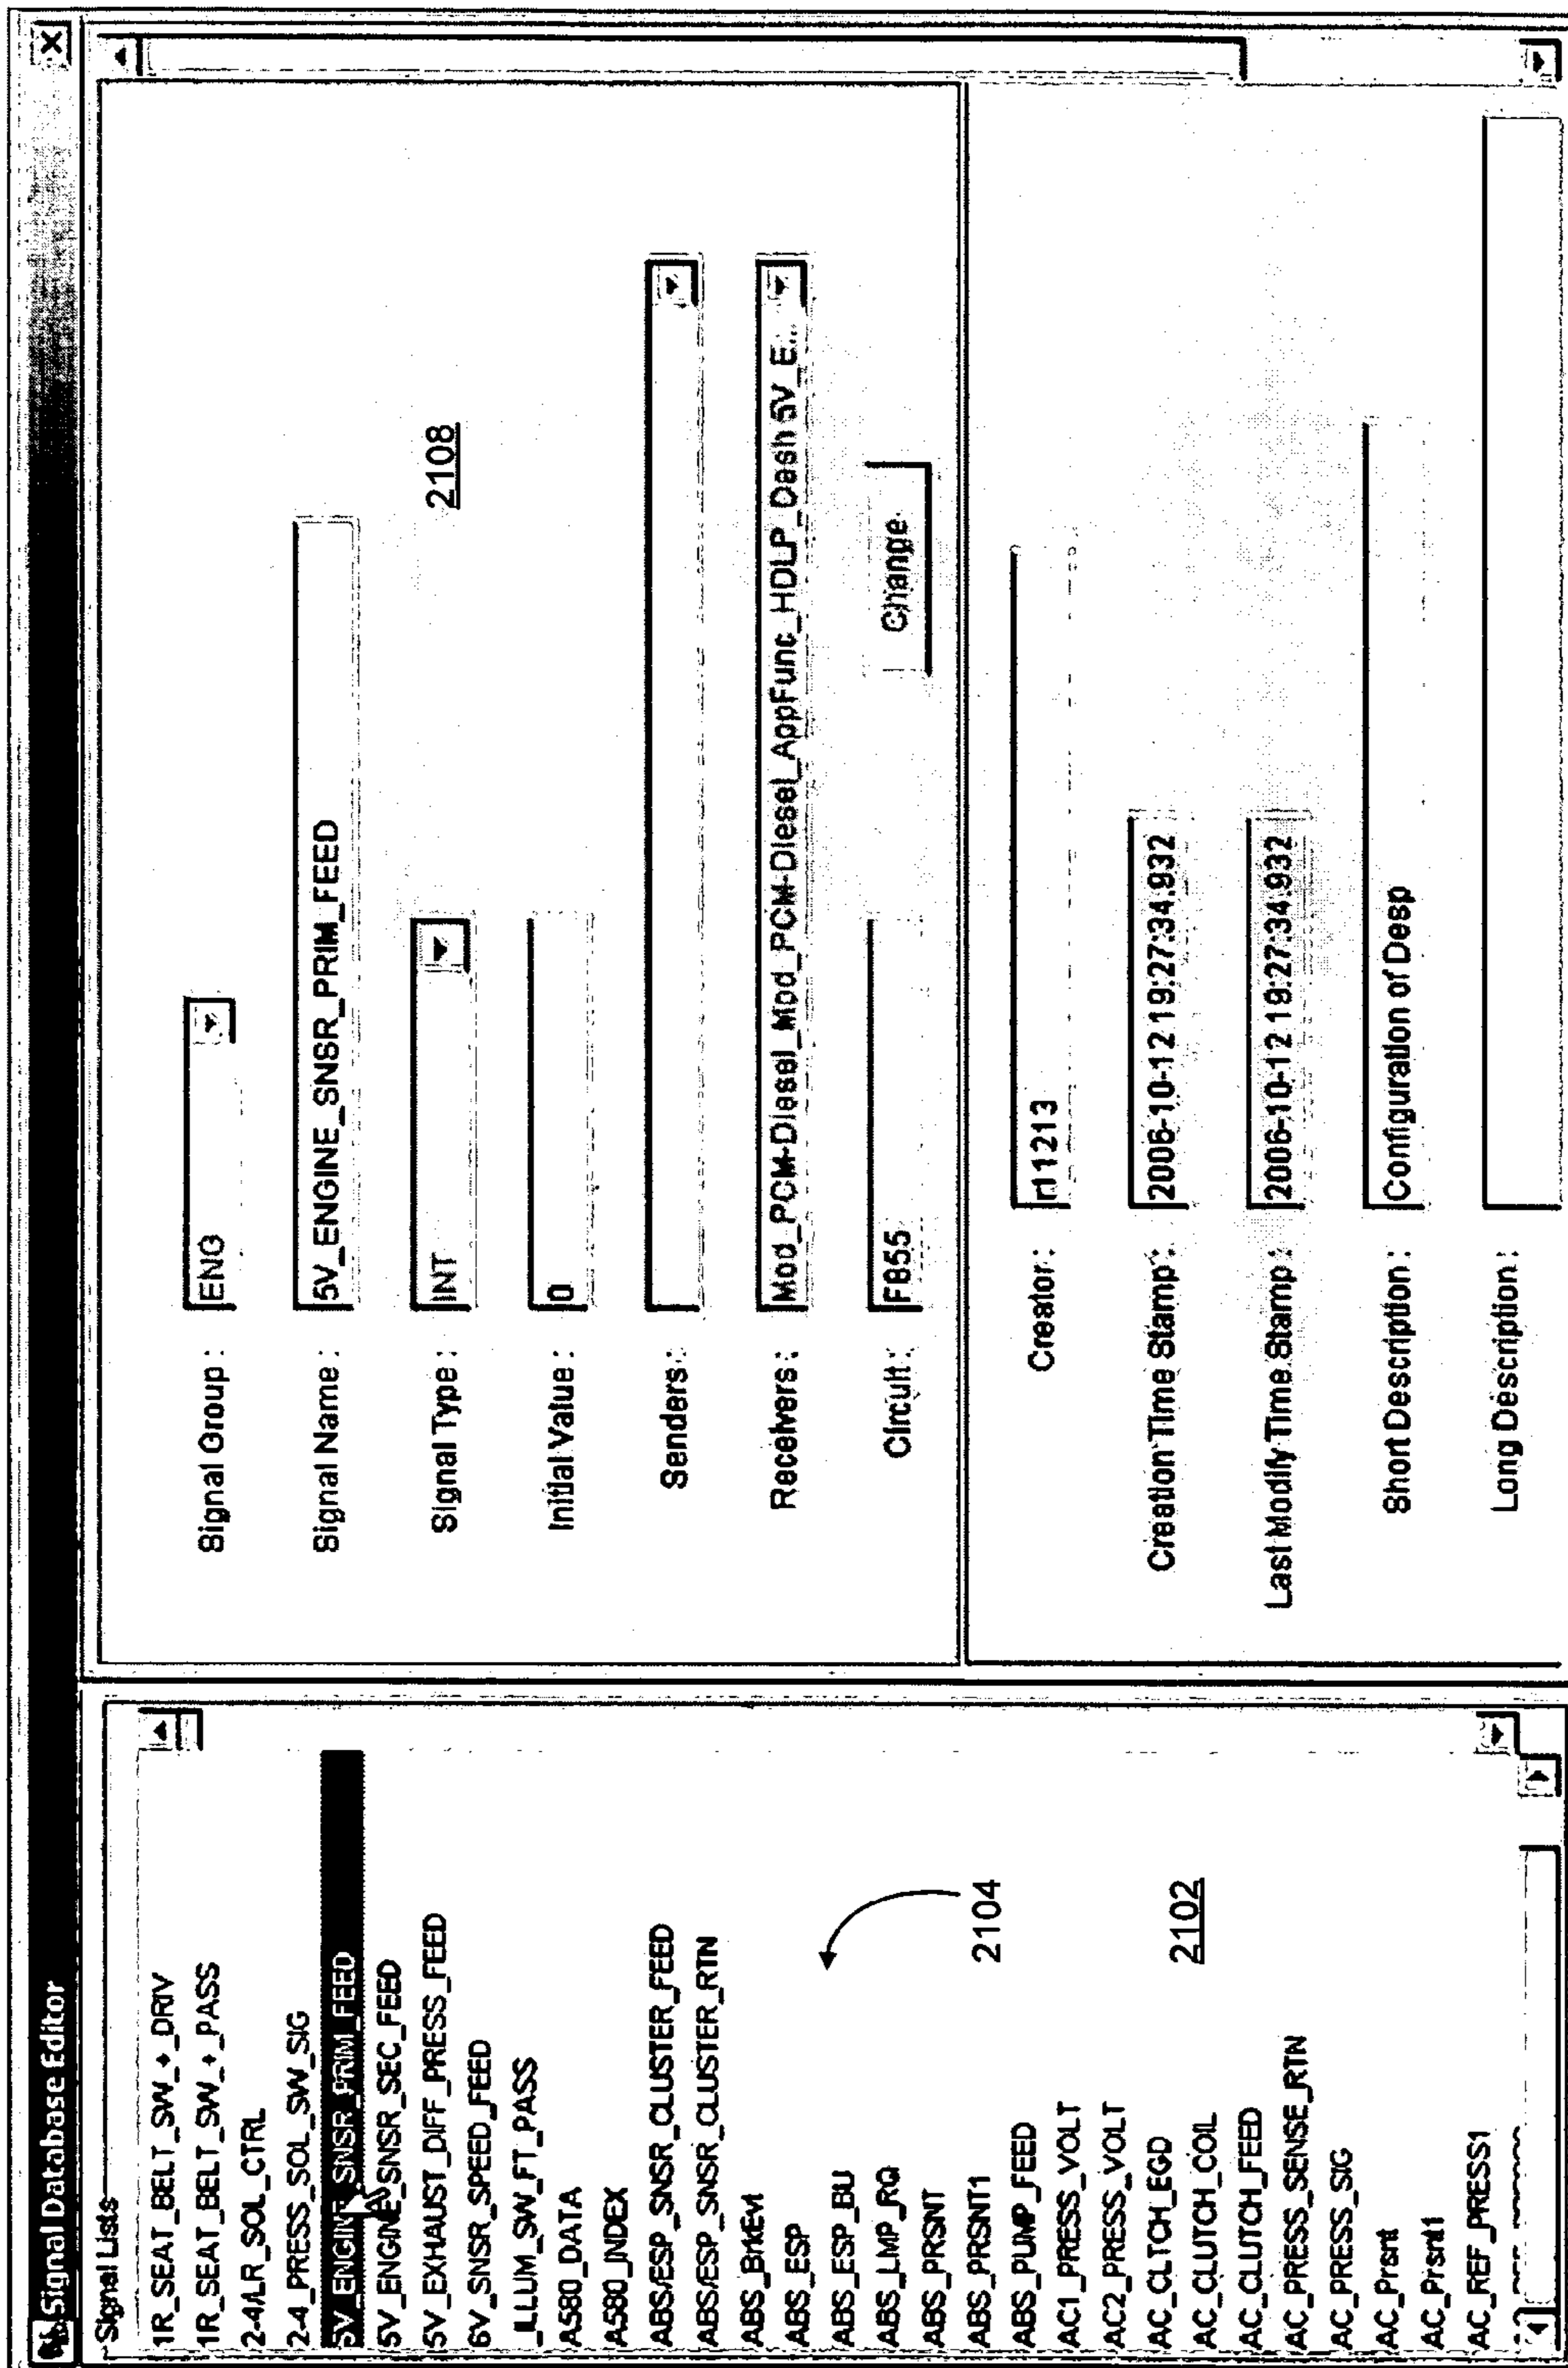 Signal Database Editor
Signal Lists
1R_SEAT_BELT_SW_+_DRIV
1R_SEAT_BELT_SW_+_PASS
2-4/LR_SOL_CTRL
2-4_PRESS_SOL_SW_SIG
5V_ENGINE_SNSR_PRIM_FEED
5V_ENGINE_SNSR_SEC_FEED
5V_EXHAUST_DIFF_PRESS_FEED
6V_SNSR_SPEED_FEED
_ILLUM_SW_FT_PASS
A580_DATA
A580_INDEX
ABS/ESP_SNSR_CLUSTER_FEED
ABS/ESP_SNSR_CLUSTER_RTN
ABS_BrkEvt
ABS_ESP
ABS_ESP_BU
ABS_LMP_RQ
ABS_PRSNT
ABS_PRSNT1
ABS_PUMP_FEED
AC1_PRESS_VOLT
AC2_PRESS_VOLT
AC_CLTCH_EGD
AC_CLUTCH_COIL
AC_CLUTCH_FEED
AC_PRESS_SENSE_RTN
AC_PRESS_SIG
AC_Prsnt
AC_Prsnt1
AC_REF_PRESS1
2104
2102
Signal Group : ENG
Signal Name : 5V_ENGINE_SNSR_PRIM_FEED
Signal Type : INT
2108
Initial Value : 0
Senders :
Receivers : Mod_PCM-Diesel_Mod_PCM-Diesel_AppFunc_HDLP_Dash 5V_E...
Circuit : F855 Change
Creator : r11213
Creation Time Stamp : 2006-10-12 19:27:34.932
Last Modify Time Stamp : 2006-10-12 19:27:34.932
Short Description : Configuration of Desp
Long Description :